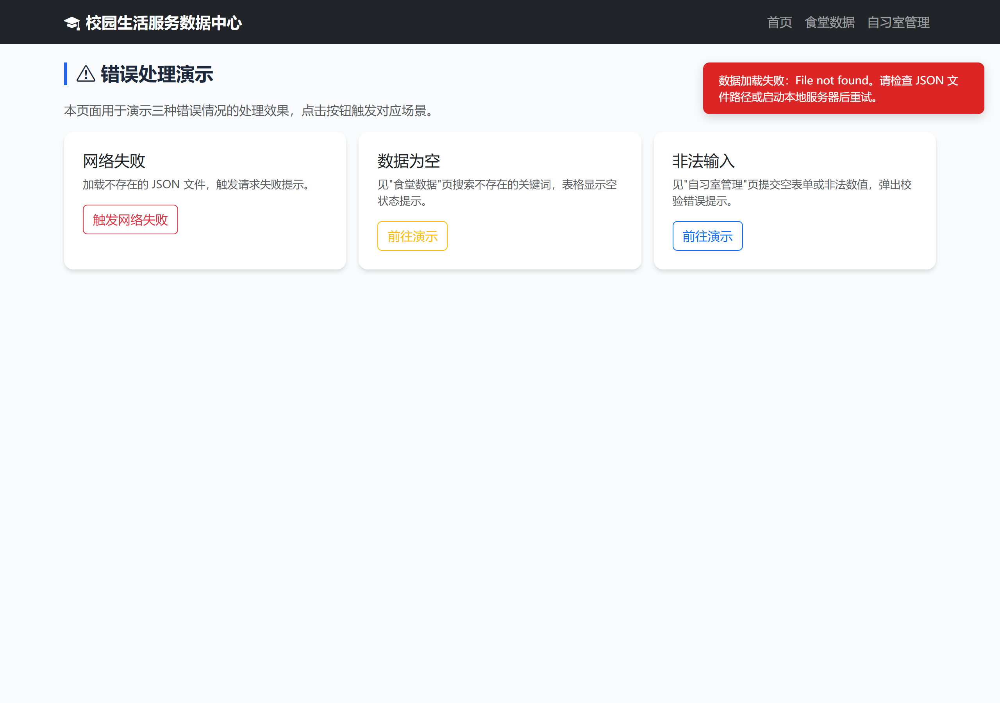 校园生活服务数据中心
首页 食堂数据 自习室管理
错误处理演示
数据加载失败：File not found。请检查 JSON 文
件路径或启动本地服务器后重试。
本页面用于演示三种错误情况的处理效果，点击按钮触发对应场景。
网络失败
加载不存在的 JSON 文件，触发请求失败提示。
触发网络失败
数据为空
见"食堂数据"页搜索不存在的关键词，表格显示空
状态提示。
前往演示
非法输入
见"自习室管理"页提交空表单或非法数值，弹出校
验错误提示。
前往演示